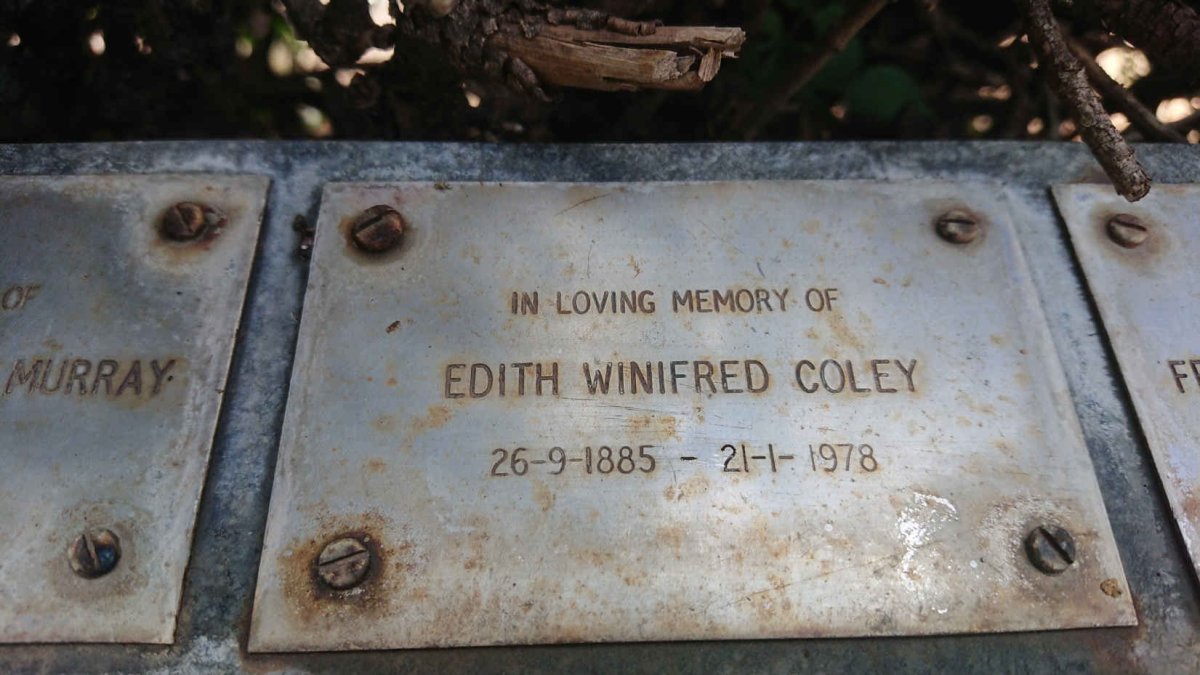 OF
MURRAY
IN LOVING MEMORY OF
EDITH WINIFRED COLEY
26-9-1885 - 21-1-1978